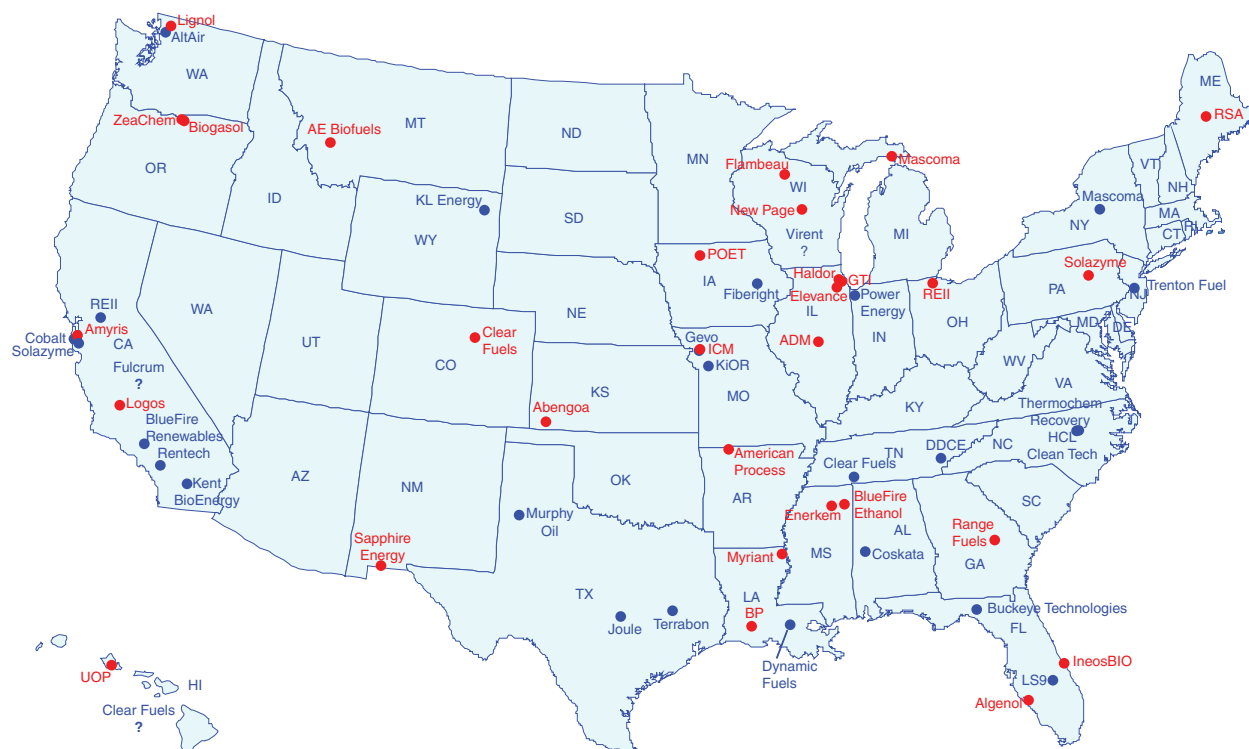 Lignol
AltAir
WA
ZeaChem
Biogasol
OR
AE Biofuels
MT
ID
ND
MN
SD
KL Energy
WY
Flambeau
WI
New Page
Virent
?
Mascoma
MI
ME
RSA
VT
NH
Mascoma
NY
MA
CT
RI
Solazyme
PA
NJ
Trenton Fuel
MD
DE
POET
IA
Fiberight
Haldor
GTI
Elevance
IL
Power
Energy
IN
REII
OH
ADM
WV
VA
KY
NE
REII
Amyris
Cobalt
Solazyme
CA
Fulcrum
?
WA
UT
CO
Clear
Fuels
KS
Gevo
ICM
KiOR
MO
Logos
BlueFire
Renewables
Rentech
Kent
BioEnergy
Abengoa
AZ
NM
OK
American
Process
AR
Thermochem
Recovery
HCL
Clean Tech
NC
DDCE
TN
Clear Fuels
SC
Murphy
Oil
Sapphire
Energy
TX
Joule
Terrabon
Enerkem
BlueFire
Ethanol
AL
MS
Coskata
Range
Fuels
GA
Myriant
LA
BP
Dynamic
Fuels
Buckeye Technologies
FL
IneosBIO
LS9
Algenol
UOP
HI
Clear Fuels
?